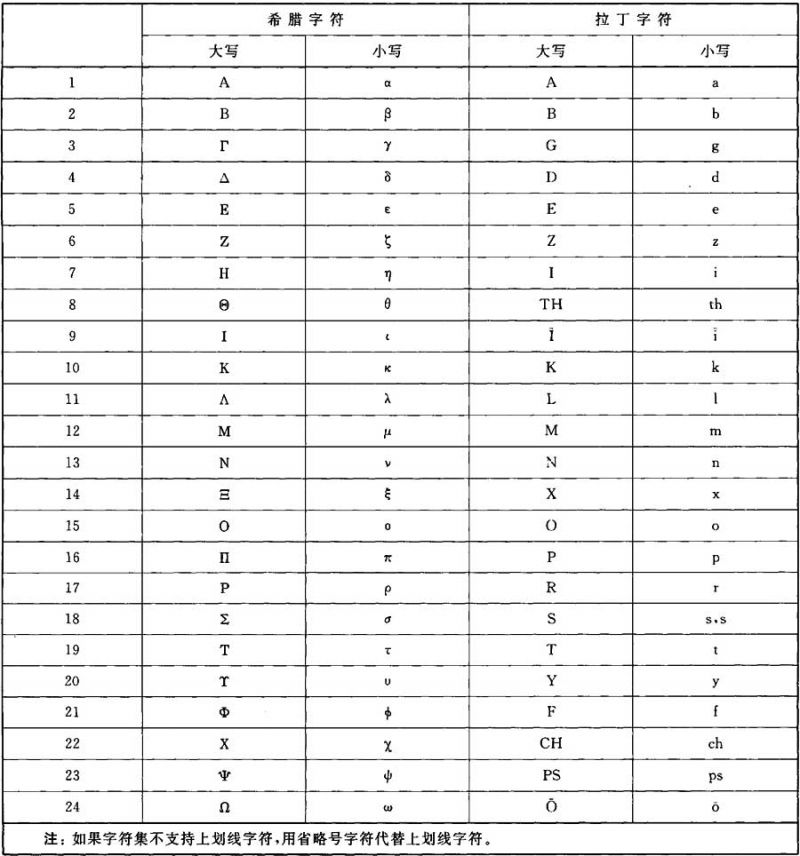 希腊字符 拉丁字符
大写 小写 大写 小写
1 Α α A a
2 Β β B b
3 Γ γ G g
4 Δ δ D d
5 Ε ε E e
6 Ζ ζ Z z
7 Η η I i
8 Θ θ TH th
9 Ι ι Ī ī
10 Κ κ K k
11 Λ λ L l
12 Μ μ M m
13 Ν ν N n
14 Ξ ξ X x
15 Ο ο O o
16 Π π P p
17 Ρ ρ R r
18 Σ σ S s,s
19 Τ τ T t
20 ϒ υ Y y
21 Φ ϕ F f
22 Χ χ CH ch
23 Ψ ψ PS ps
24 Ω ω Ō ō
注:如果字符集不支持上划线字符,用省略号字符代替上划线字符。